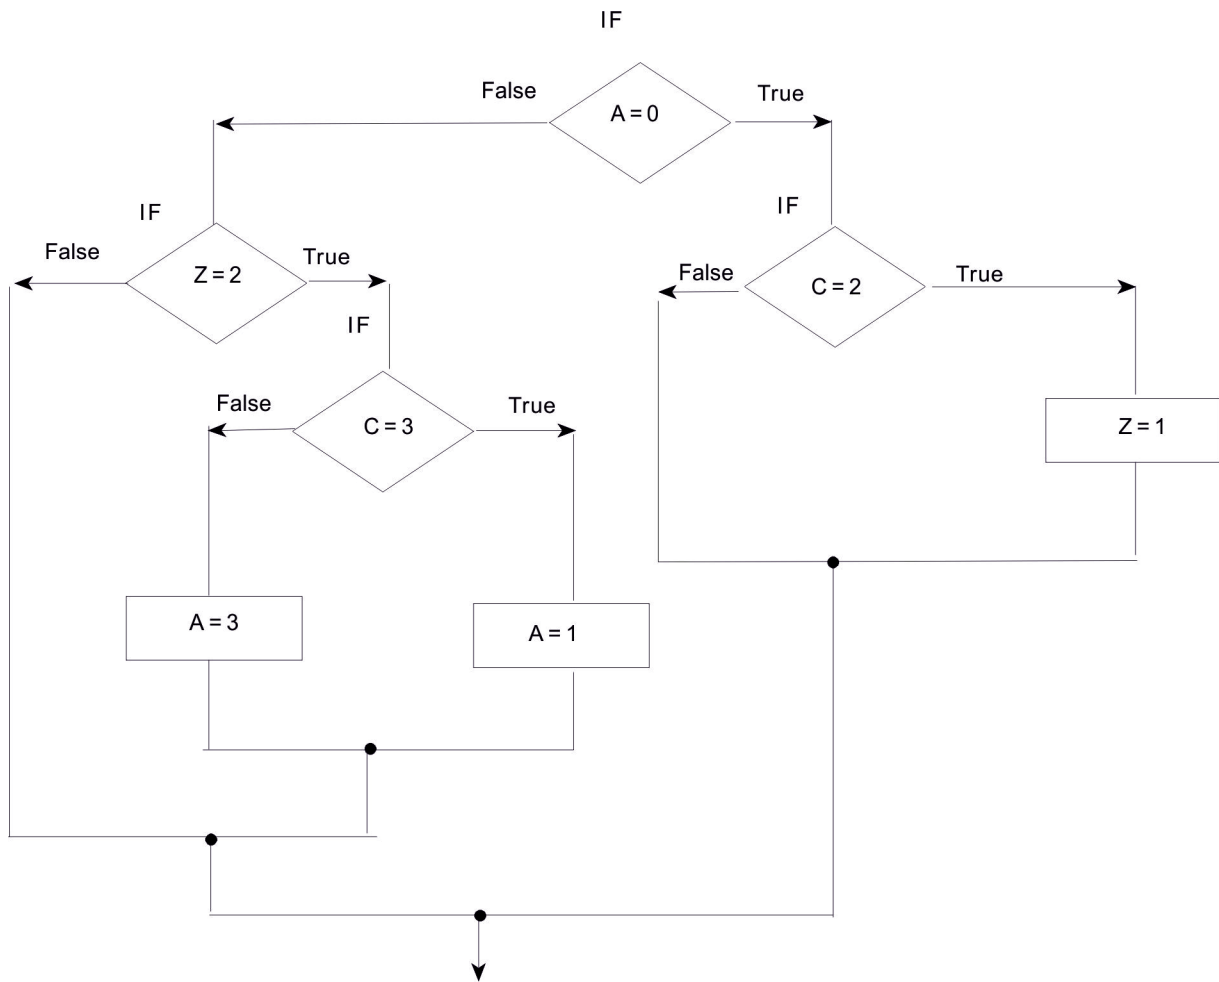 IF
False
True
A = 0
IF
IF
False
True
Z = 2
False
True
C = 2
IF
False
True
C = 3
Z = 1
A = 3
A = 1